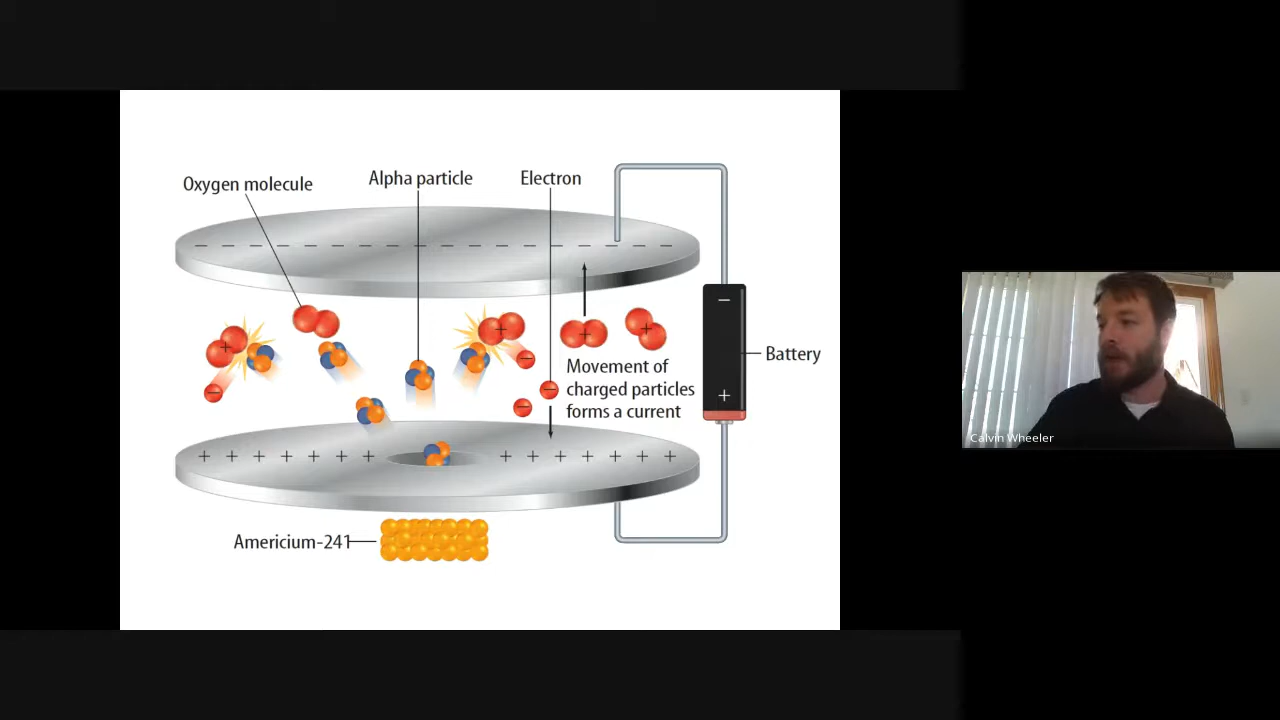 Oxygen molecule
Alpha particle
Electron
− − − − − − − − − − − − − − − − − −
−
+
+
+
+
−
−
−
−
Battery
Movement of
charged particles
forms a current
+
+ + + + + + + + + + + + + +
Americium-241
Calvin Wheeler